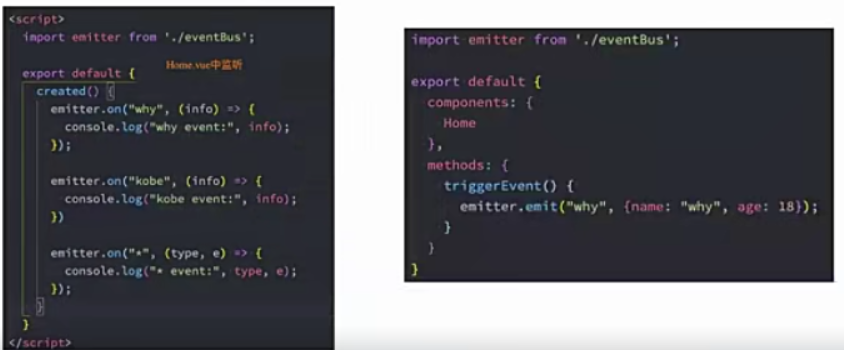 <script>
import emitter from './eventBus';
Home.vue中监听
export default {
created() {
emitter.on("why", (info) => {
console.log("why event:", info);
});
emitter.on("kobe", (info) => {
console.log("kobe event:", info);
})
emitter.on("*", (type, e) => {
console.log("* event:", type, e);
});
}
}
</script>
import emitter from './eventBus';
export default {
components: {
Home
},
methods: {
triggerEvent() {
emitter.emit("why", {name: "why", age: 18});
}
}
}